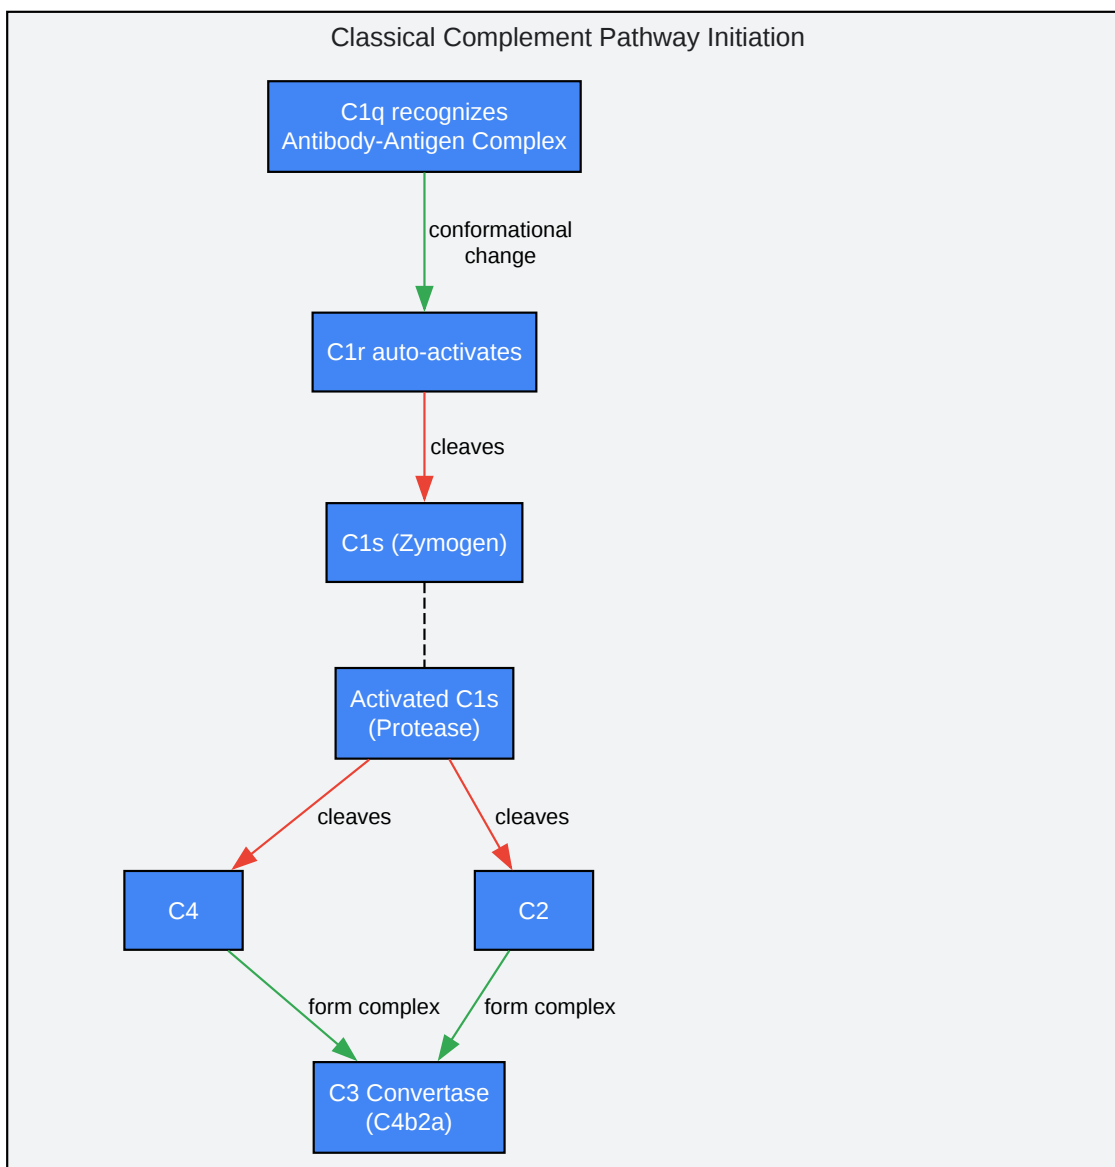 Classical Complement Pathway Initiation
C1q recognizes
Antibody-Antigen Complex
conformational
change
C1r auto-activates
cleaves
C1s (Zymogen)
Activated C1s
(Protease)
cleaves
cleaves
C4
C2
form complex
form complex
C3 Convertase
(C4b2a)